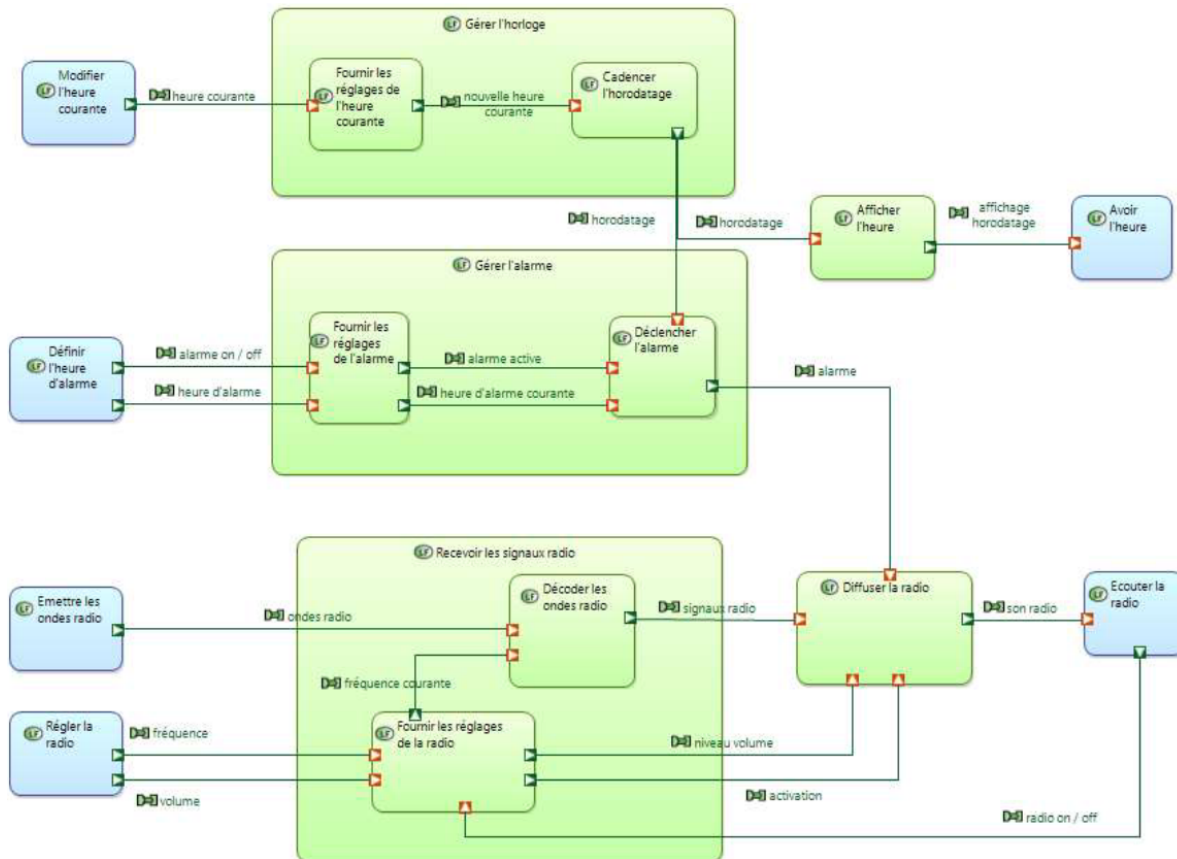 Gérer l'horloge
Modifier
l'heure
courante
heure courante
Fournir les
réglages de
l'heure
courante
nouvelle heure
courante
Cadencer
l'horodatage
horodatage
horodatage
Afficher
l'heure
affichage
horodatage
Avoir
l'heure
Gérer l'alarme
Définir
l'heure
d'alarme
alarme on / off
heure d'alarme
Fournir les
réglages
de l'alarme
alarme active
heure d'alarme courante
Déclencher
l'alarme
alarme
Recevoir les signaux radio
Emettre les
ondes radio
ondes radio
Décoder les
ondes radio
signaux radio
Diffuser la radio
son radio
Ecouter la
radio
fréquence courante
Régler la
radio
fréquence
volume
Fournir les réglages
de la radio
niveau volume
activation
radio on / off